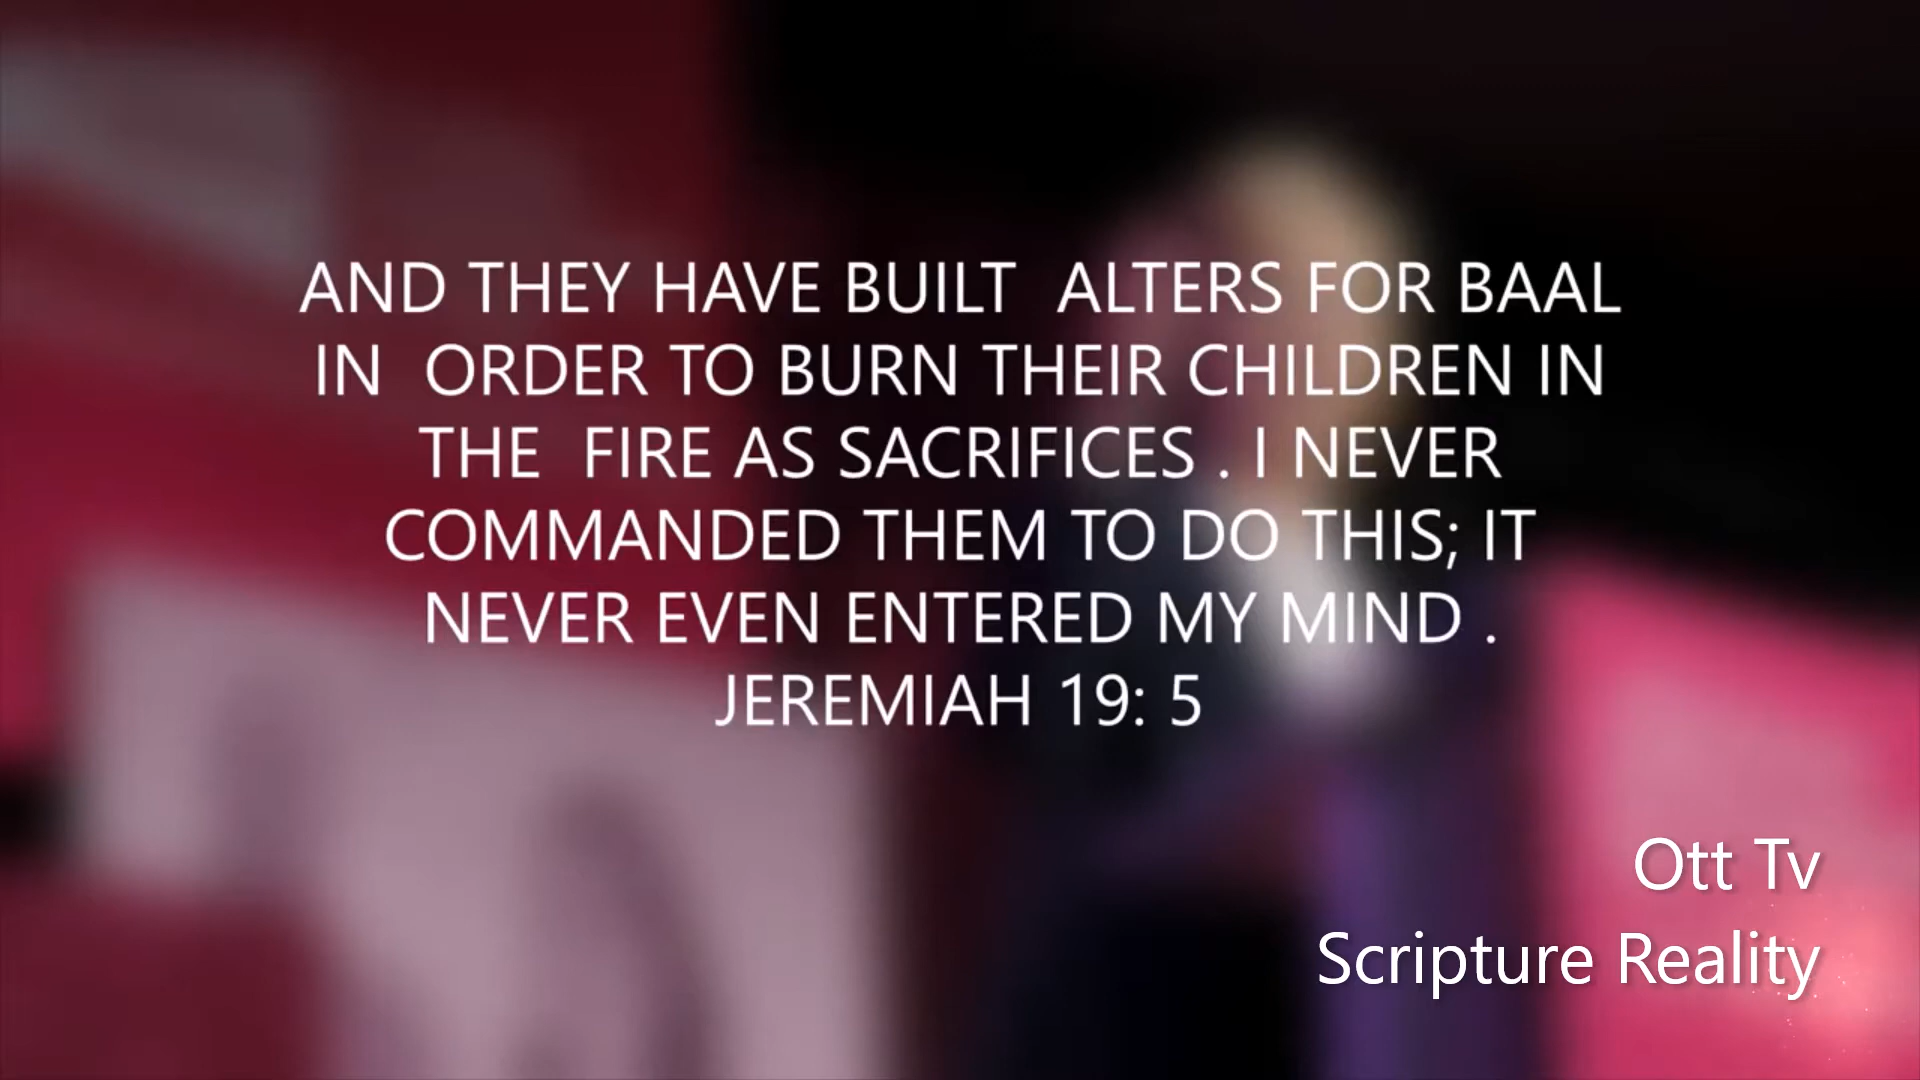 AND THEY HAVE BUILT  ALTERS FOR BAAL
IN  ORDER TO BURN THEIR CHILDREN IN
THE  FIRE AS SACRIFICES . I NEVER
COMMANDED THEM TO DO THIS; IT
NEVER EVEN ENTERED MY MIND .
JEREMIAH 19: 5
Ott Tv
Scripture Reality